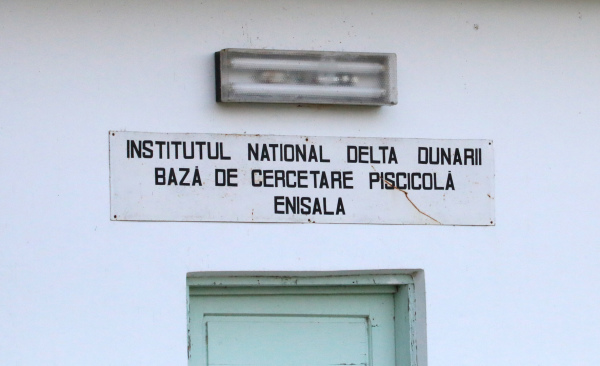 INSTITUTUL NATIONAL DELTA DUNARII
BAZĂ DE CERCETARE PISCICOLĂ
ENISALA